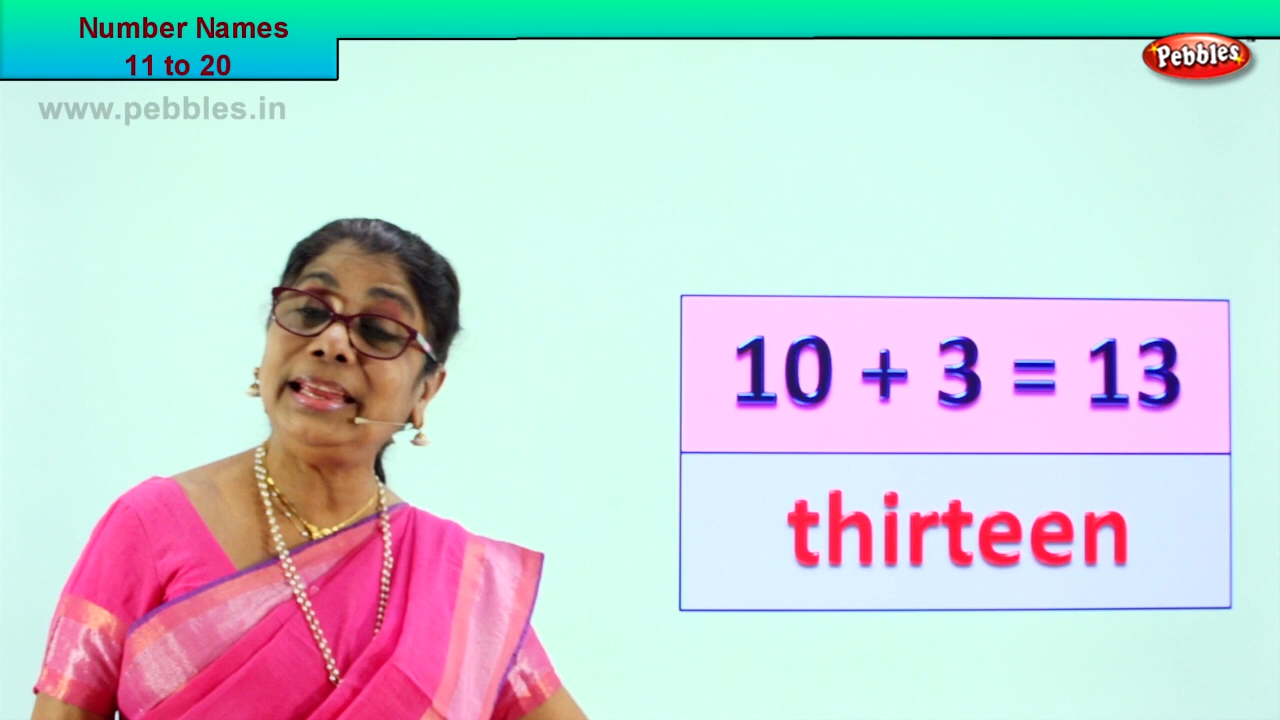 Number Names
11 to 20
Pebbles
www.pebbles.in
10 + 3 = 13
thirteen